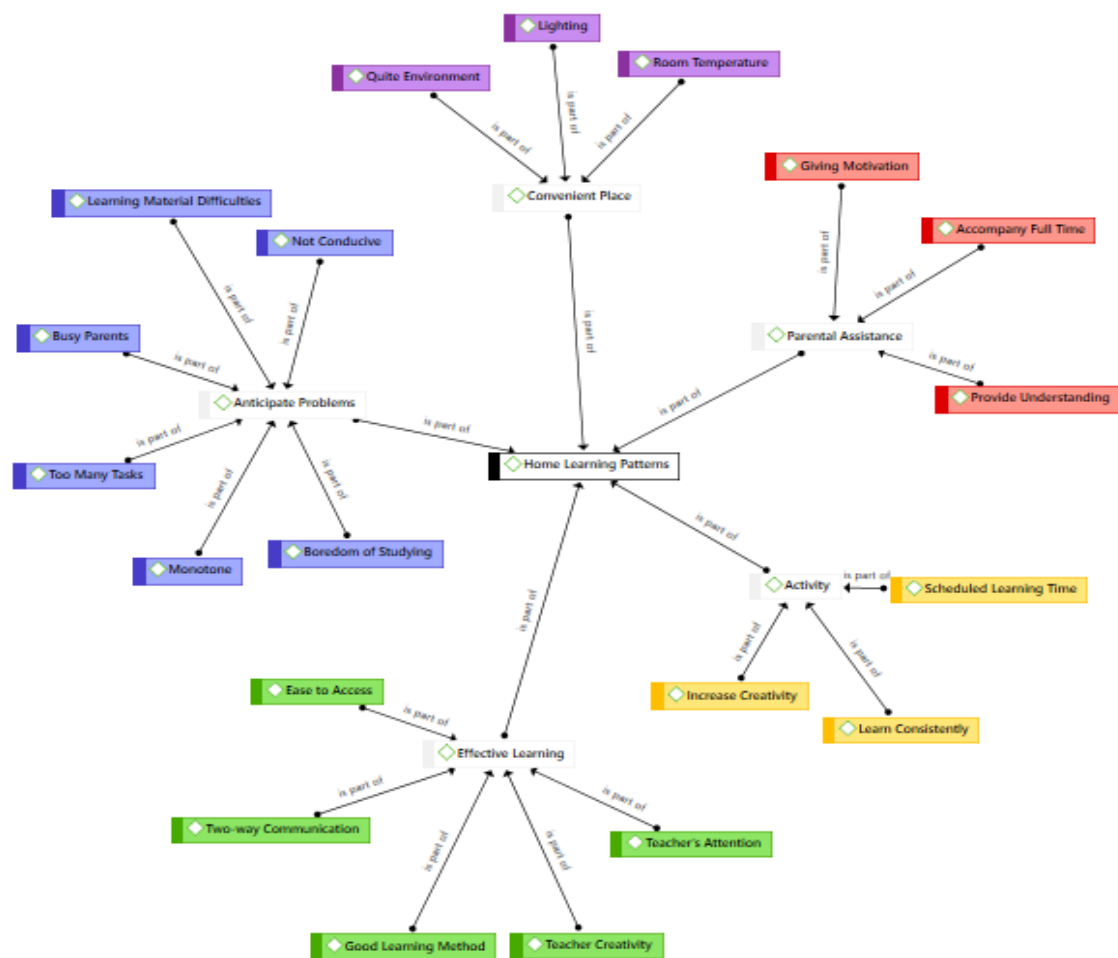 Lighting
Quite Environment
Room Temperature
is part of
is part of
is part of
Convenient Place
Giving Motivation
Learning Material Difficulties
Not Conducive
Accompany Full Time
is part of
is part of
is part of
is part of
Busy Parents
is part of
is part of
Parental Assistance
is part of
Provide Understanding
Anticipate Problems
is part of
is part of
is part of
Home Learning Patterns
Too Many Tasks
is part of
is part of
is part of
Monotone
Boredom of Studying
Activity
is part of
Scheduled Learning Time
is part of
is part of
is part of
Increase Creativity
Learn Consistently
Ease to Access
is part of
Effective Learning
is part of
is part of
Two-way Communication
is part of
is part of
Teacher's Attention
Good Learning Method
Teacher Creativity